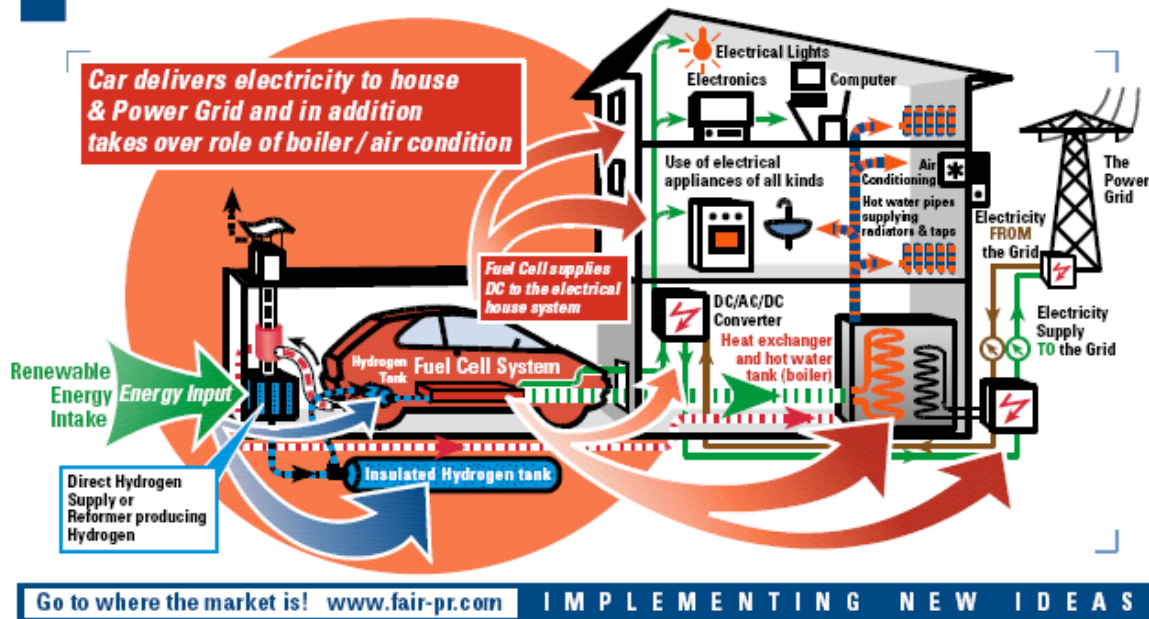 Car delivers electricity to house
& Power Grid and in addition
takes over role of boiler / air condition
Electrical Lights
Electronics
Computer
Use of electrical
appliances of all kinds
Air
Conditioning
Hot water pipes
supplying
radiators & taps
The
Power
Grid
Electricity
FROM
the Grid
Fuel Cell supplies
DC to the electrical
house system
DC/AC/DC
Converter
Heat exchanger
and hot water
tank (boiler)
Electricity
Supply
TO the Grid
Hydrogen
Tank
Fuel Cell System
Renewable
Energy
Intake
Energy Input
Insulated Hydrogen tank
Direct Hydrogen
Supply or
Reformer producing
Hydrogen
Go to where the market is! www.fair-pr.com
IMPLEMENTING NEW IDEAS